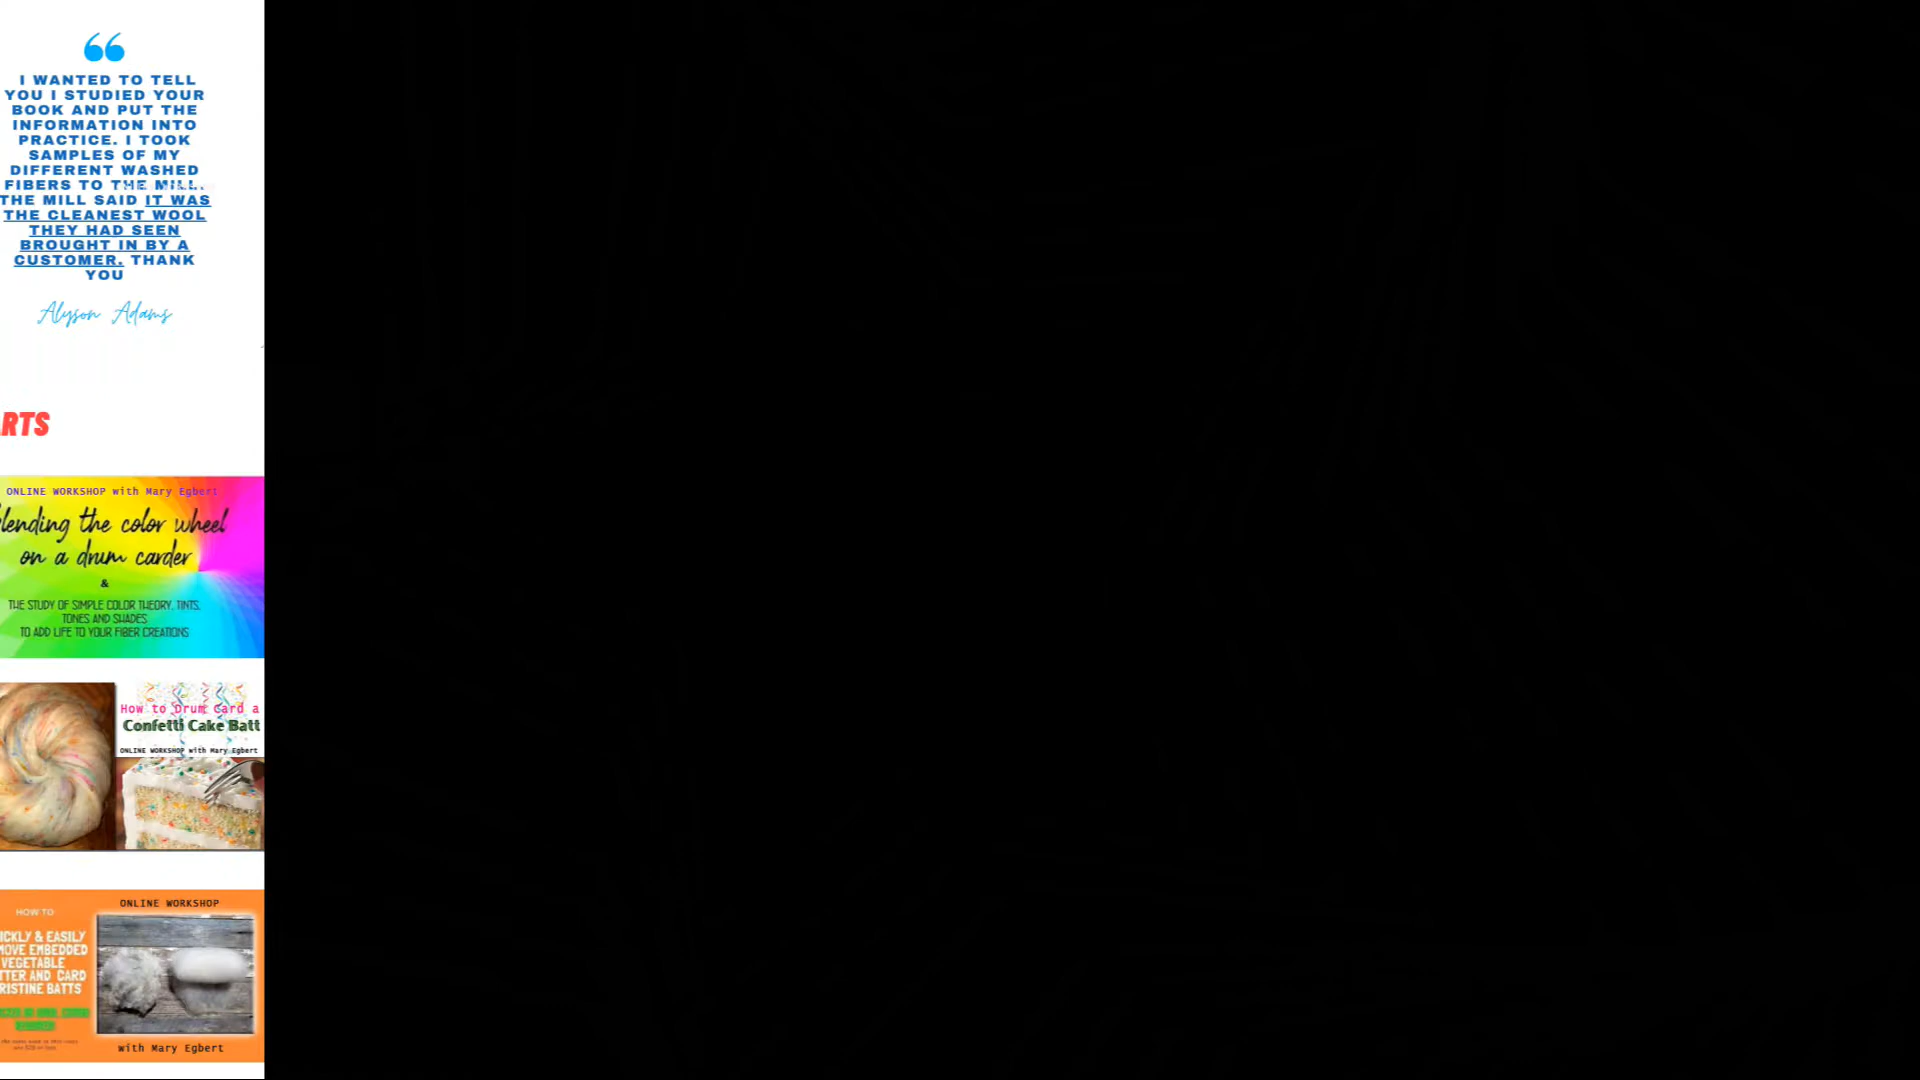 I WANTED TO TELL
YOU I STUDIED YOUR
BOOK AND PUT THE
INFORMATION INTO
PRACTICE. I TOOK
SAMPLES OF MY
DIFFERENT WASHED
FIBERS TO THE MILL.
THE MILL SAID IT WAS
THE CLEANEST WOOL
THEY HAD SEEN
BROUGHT IN BY A
CUSTOMER. THANK
YOU
Alyson Adams
RTS
ONLINE WORKSHOP with Mary Egbert
lending the color wheel
on a drum carder
&
THE STUDY OF SIMPLE COLOR THEORY, TINTS,
TONES AND SHADES
TO ADD LIFE TO YOUR FIBER CREATIONS
How to Drum Card a
Confetti Cake Batt
ONLINE WORKSHOP with Mary Egbert
ONLINE WORKSHOP
HOW TO
ICKLY & EASILY
MOVE EMBEDDED
VEGETABLE
TTER AND CARD
RISTINE BATTS
with Mary Egbert